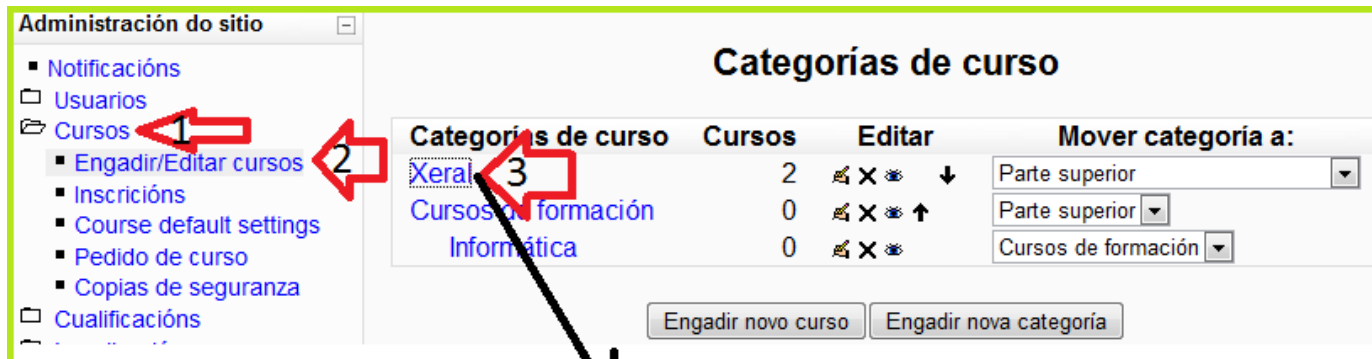 Administración do sitio
Notificacións
Usuarios
Cursos 1
Engadir/Editar cursos 2
Inscricións
Course default settings
Pedido de curso
Copias de seguranza
Cualificacións
Categorías de curso
Categorías de curso Cursos Editar Mover categoría a:
Xeral 3 2 Parte superior
Cursos de formación 0 Parte superior
Informática 0 Cursos de formación
Engadir novo curso Engadir nova categoría